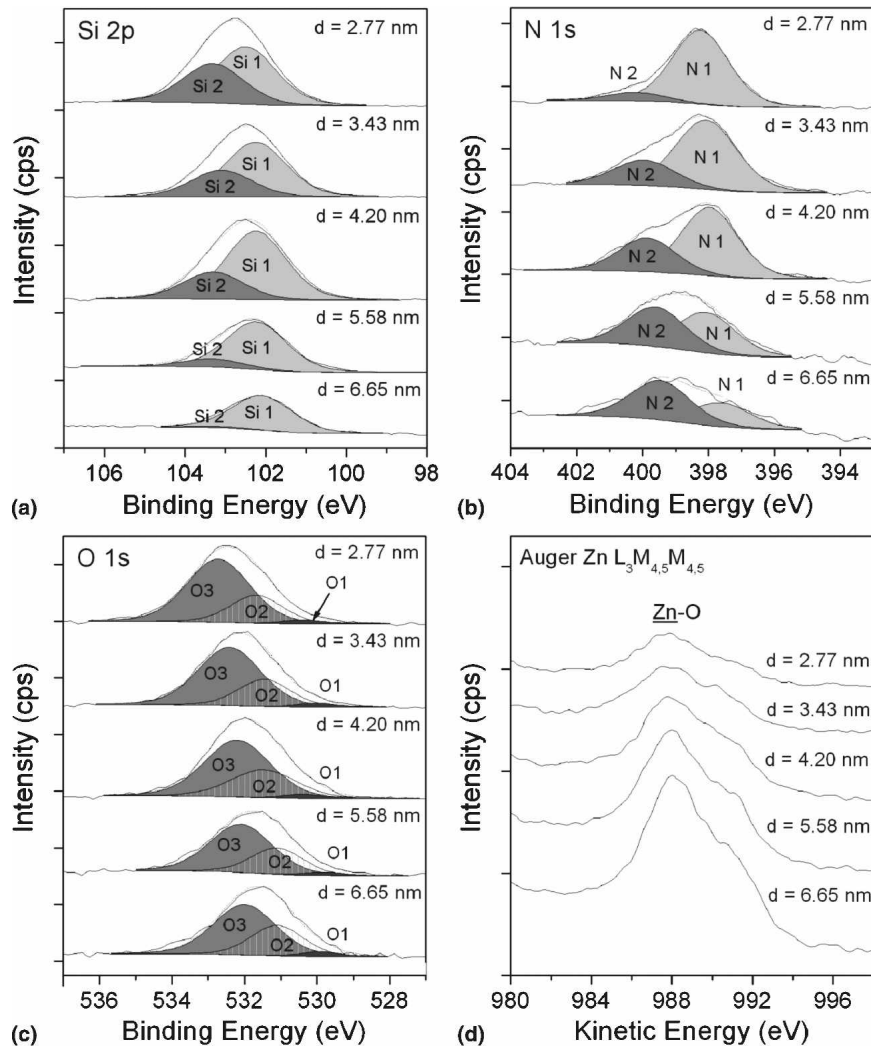 Si 2p
d = 2.77 nm
Si 1
Si 2
d = 3.43 nm
Si 1
Si 2
d = 4.20 nm
Si 1
Si 2
d = 5.58 nm
Si 2
Si 1
d = 6.65 nm
Si 2
Si 1
106 104 102 100 98
Intensity (cps)
Binding Energy (eV)
(a)
N 1s
d = 2.77 nm
N 2
N 1
d = 3.43 nm
N 1
N 2
d = 4.20 nm
N 1
N 2
d = 5.58 nm
N 2
N 1
d = 6.65 nm
N 1
N 2
404 402 400 398 396 394
Intensity (cps)
Binding Energy (eV)
(b)
O 1s
d = 2.77 nm
O1
O3
O2
d = 3.43 nm
O3
O1
O2
d = 4.20 nm
O3
O1
O2
d = 5.58 nm
O3
O1
O2
d = 6.65 nm
O3
O1
O2
536 534 532 530 528
Intensity (cps)
Binding Energy (eV)
(c)
Auger Zn L3M4,5M4,5
Zn-O
d = 2.77 nm
d = 3.43 nm
d = 4.20 nm
d = 5.58 nm
d = 6.65 nm
980 984 988 992 996
Intensity (cps)
Kinetic Energy (eV)
(d)